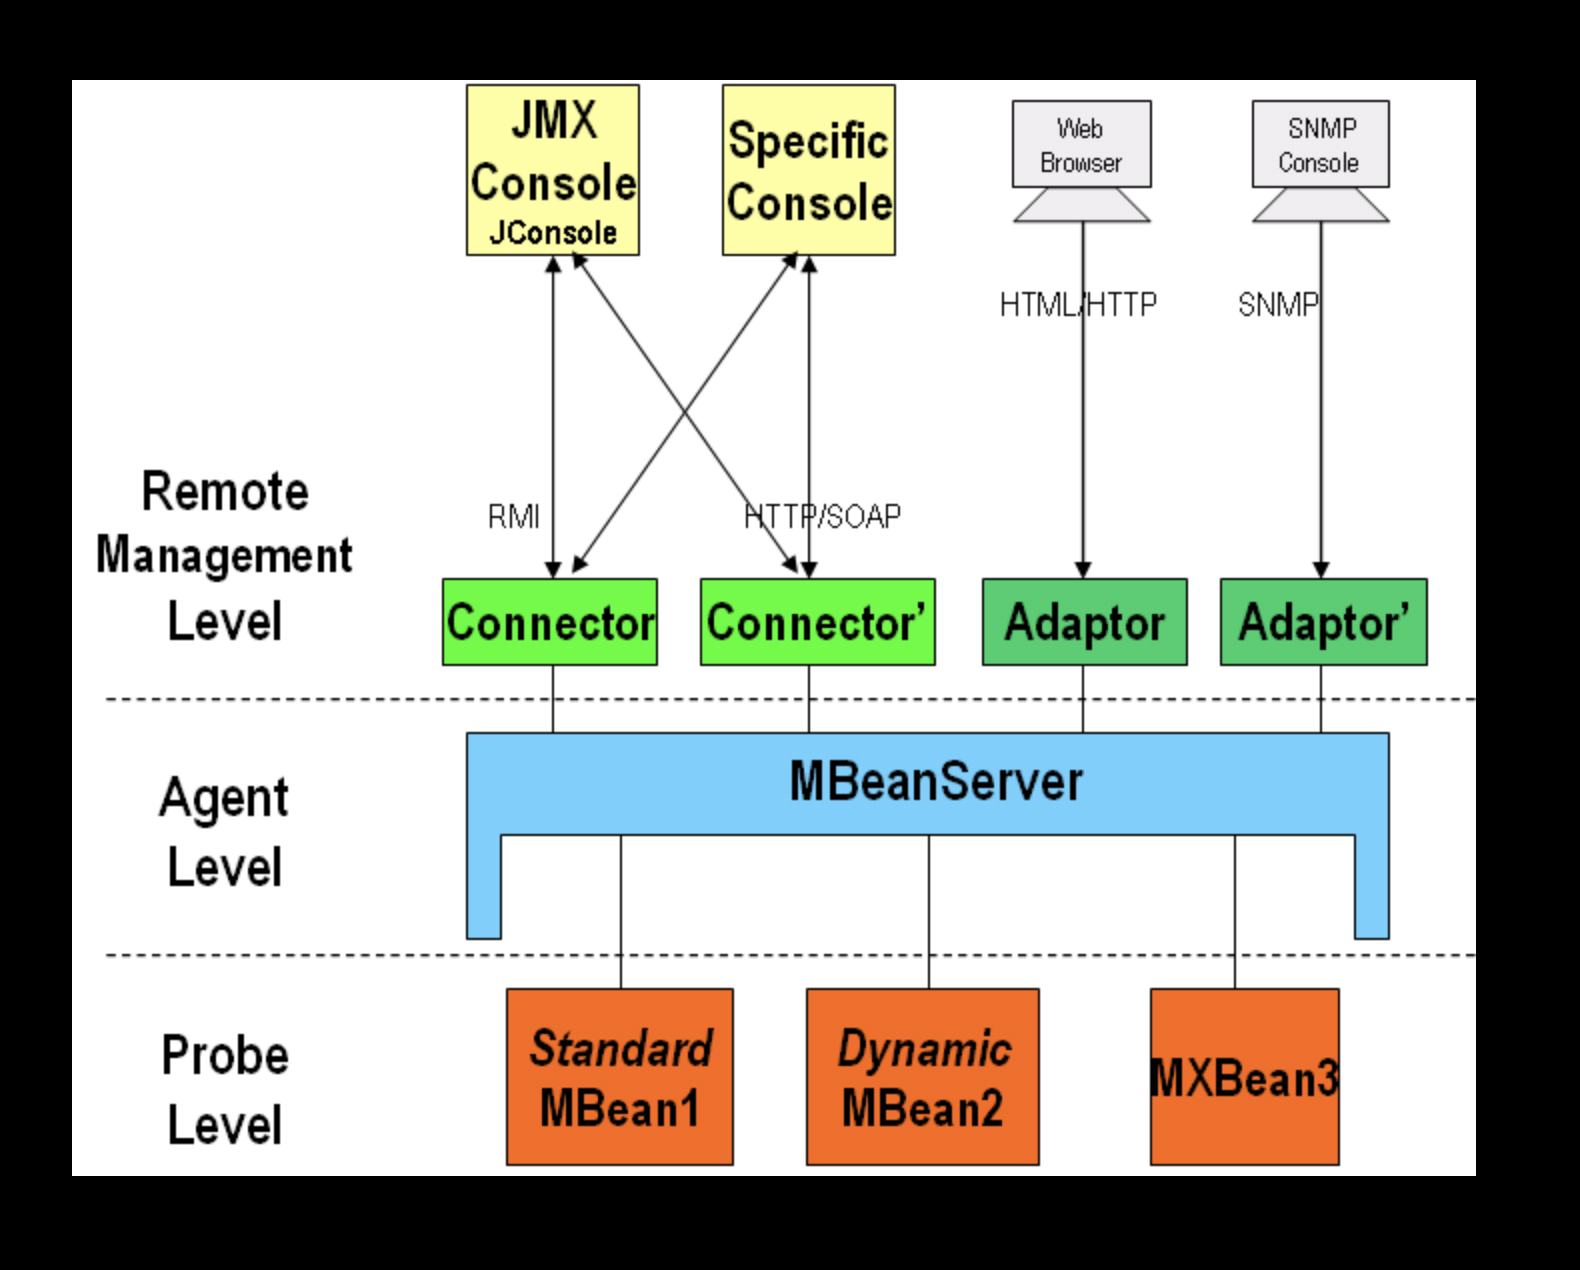 JMX
Console
JConsole
Specific
Console
Web
Browser
SNMP
Console
HTML/HTTP
SNMP
Remote
Management
Level
RMI
HTTP/SOAP
Connector
Connector’
Adaptor
Adaptor’
Agent
Level
MBeanServer
Probe
Level
Standard
MBean1
Dynamic
MBean2
MXBean3